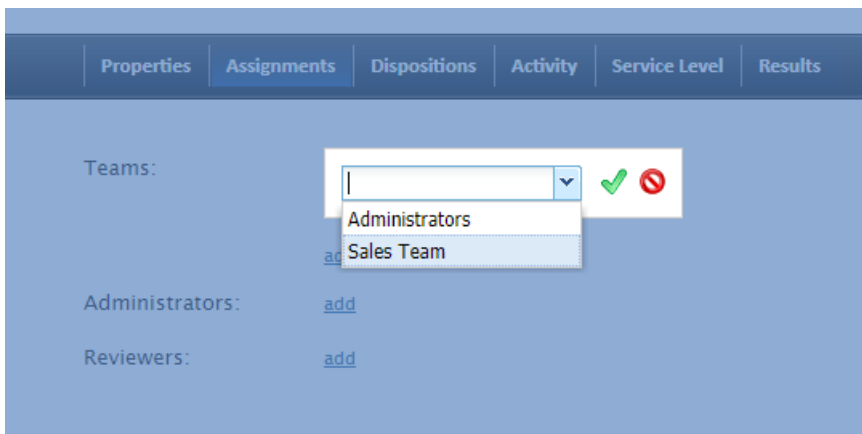 Properties Assignments Dispositions Activity Service Level Results
Teams:
Administrators
Sales Team
Administrators: add
Reviewers: add